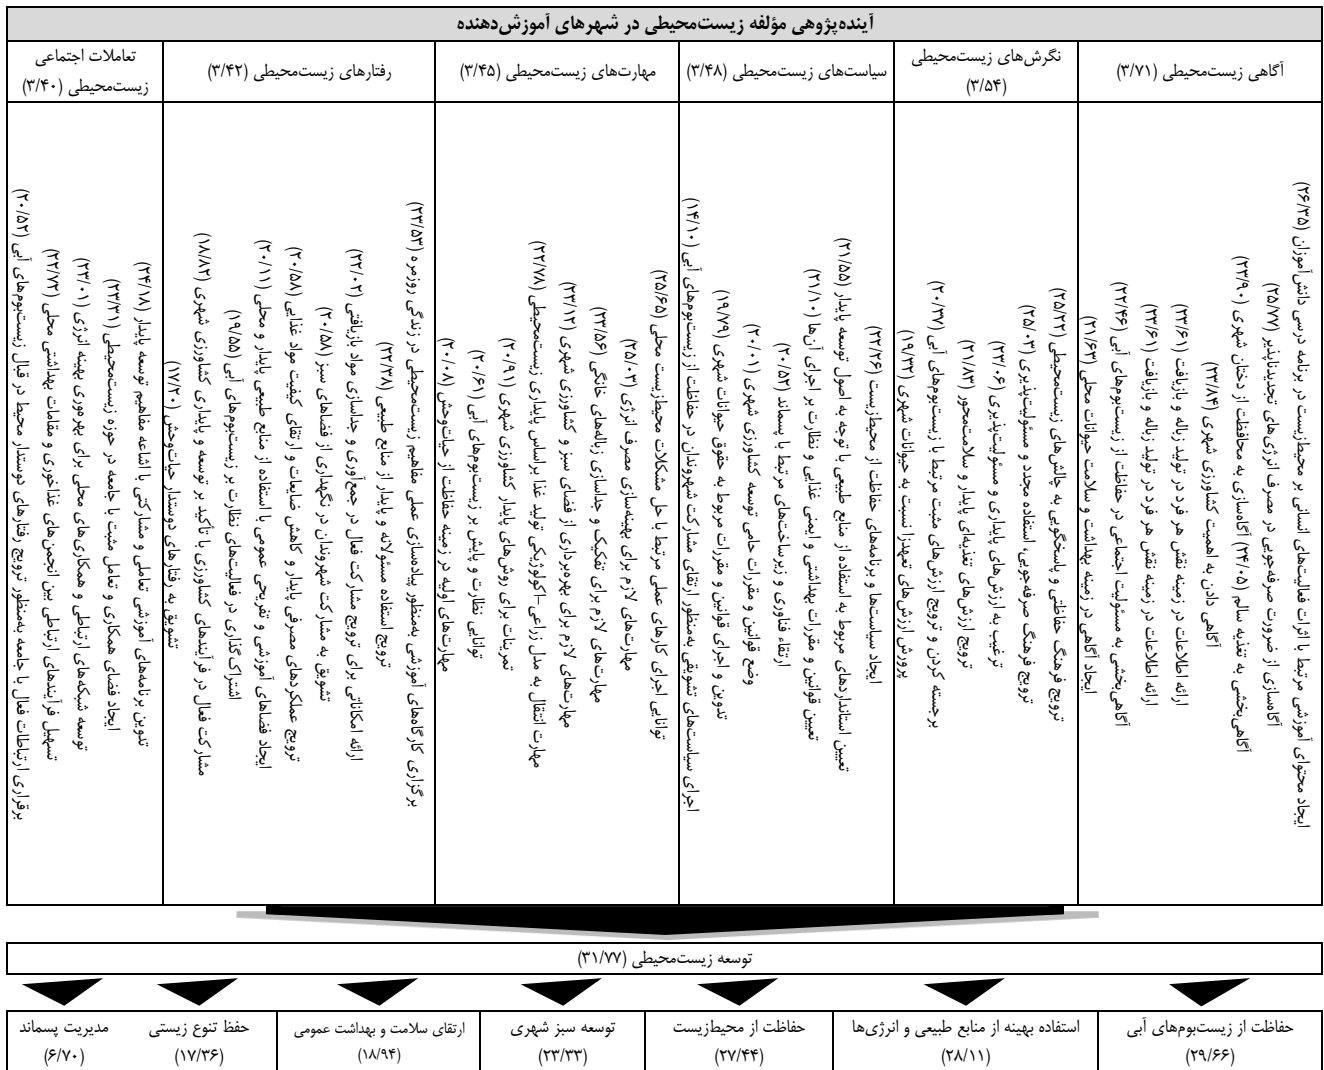 آینده‌پژوهی مؤلفه زیست‌محیطی در شهرهای آموزش‌دهنده
آگاهی زیست‌محیطی (۳/۷۱)
نگرش‌های زیست‌محیطی
(۳/۵۴)
سیاست‌های زیست‌محیطی (۳/۴۸)
مهارت‌های زیست‌محیطی (۳/۴۵)
رفتارهای زیست‌محیطی (۳/۴۲)
تعاملات اجتماعی
زیست‌محیطی (۳/۴۰)
ایجاد محتوای آموزشی مرتبط با اثرات فعالیت‌های انسانی بر محیط‌زیست در برنامه درسی دانش‌آموزان (۲۶/۳۵)
آگاه‌سازی از ضرورت صرفه‌جویی در مصرف انرژی‌های تجدیدناپذیر (۲۵/۷۷)
آگاهی‌بخشی به تغذیه سالم (۲۴/۰۵) آگاه‌سازی به محافظت از دختان شهری (۲۳/۹۰)
آگاهی دادن به اهمیت کشاورزی شهری (۲۳/۸۴)
ارائه اطلاعات در زمینه نقش هر فرد در تولید زباله و بازیافت (۲۳/۶۱)
ارائه اطلاعات در زمینه نقش هر فرد در تولید زباله و بازیافت (۲۳/۶۱)
آگاهی‌بخشی به مسئولیت اجتماعی در حفاظت از زیست‌بوم‌های آبی (۲۲/۴۶)
ایجاد آگاهی در زمینه بهداشت و سلامت حیوانات محلی (۲۱/۶۳)
ترویج فرهنگ حفاظتی و پاسخگویی به چالش‌های زیست‌محیطی (۲۵/۲۲)
ترویج فرهنگ صرفه‌جویی، استفاده مجدد و مسئولیت‌پذیری (۲۵/۰۲)
ترغیب به ارزش‌های پایداری و مسئولیت‌پذیری (۲۳/۰۶)
ترویج ارزش‌های تغذیه‌ای پایدار و سلامت‌محور (۲۱/۸۳)
برجسته کردن و ترویج ارزش‌های مثبت مرتبط با زیست‌بوم‌های آبی (۲۰/۳۷)
پرورش ارزش‌های تعهدزا نسبت به حیوانات شهری (۱۹/۳۲)
ایجاد سیاست‌ها و برنامه‌های حفاظت از محیط‌زیست (۲۲/۲۶)
تعیین استانداردهای مربوط به استفاده از منابع طبیعی با توجه به اصول توسعه پایدار (۲۱/۵۵)
تعیین قوانین و مقررات بهداشتی و ایمنی غذایی و نظارت بر اجرای آن‌ها (۲۱/۱۰)
ارتقاء فناوری و زیرساخت‌های مرتبط با پسماند (۲۰/۵۲)
وضع قوانین و مقررات حامی توسعه کشاورزی شهری (۲۰/۰۱)
تدوین و اجرای قوانین و مقررات مربوط به حقوق حیوانات شهری (۱۹/۷۹)
اجرای سیاست‌های تشویقی به‌منظور ارتقای مشارکت شهروندان در حفاظت از زیست‌بوم‌های آبی (۱۴/۱۰)
توانایی اجرای کارهای عملی مرتبط با حل مشکلات محیط‌زیست محلی (۲۵/۶۵)
مهارت‌های لازم برای بهینه‌سازی مصرف انرژی (۲۵/۰۳)
مهارت‌های لازم برای تفکیک و جداسازی زباله‌های خانگی (۲۳/۵۶)
مهارت‌های لازم برای بهره‌برداری از فضای سبز و کشاورزی شهری (۲۳/۱۲)
مهارت انتقال به مدل زراعی –اکولوژیکی تولید غذا براساس پایداری زیست‌محیطی (۲۲/۷۸)
تمرینات برای روش‌های پایدار کشاورزی شهری (۲۰/۹۱)
توانایی نظارت و پایش بر زیست‌بوم‌های آبی (۲۰/۶۱)
مهارت‌های اولیه در زمینه حفاظت از حیات‌وحش (۲۰/۰۸)
برگزاری کارگاه‌های آموزشی به‌منظور پیاده‌سازی عملی مفاهیم زیست‌محیطی در زندگی روزمره (۲۳/۵۳)
ترویج استفاده مسئولانه و پایدار از منابع طبیعی (۲۲/۳۸)
ارائه امکاناتی برای ترویج مشارکت فعال در جمع‌آوری و جداسازی مواد بازیافتی (۲۲/۰۲)
تشویق به مشارکت شهروندان در نگهداری از فضاهای سبز (۲۰/۵۸)
ترویج عملکردهای مصرفی پایدار و کاهش ضایعات و ارتقای کیفیت مواد غذایی (۲۰/۵۸)
ایجاد فضاهای آموزشی و تفریحی عمومی با استفاده از منابع طبیعی پایدار و محلی (۲۰/۱۱)
اشتراک‌گذاری در فعالیت‌های نظارت بر زیست‌بوم‌های آبی (۱۹/۵۵)
مشارکت فعال در فرآیندهای کشاورزی با تأکید بر توسعه و پایداری کشاورزی شهری (۱۸/۸۲)
تشویق به رفتارهای دوستدار حیات‌وحش (۱۷/۲۰)
تدوین برنامه‌های آموزشی تعاملی و مشارکتی با اشاعه مفاهیم توسعه پایدار (۲۴/۱۸)
ایجاد فضای همکاری و تعامل مثبت با جامعه در حوزه زیست‌محیطی (۲۳/۳۱)
توسعه شبکه‌های ارتباطی و همکاری‌های محلی برای بهره‌وری بهینه انرژی (۲۳/۰۱)
تسهیل فرآیندهای ارتباطی بین انجمن‌های غذاخوری و مقامات بهداشتی محلی (۲۲/۷۲)
برقراری ارتباطات فعال با جامعه به‌منظور ترویج رفتارهای دوستدار محیط در قبال زیست‌بوم‌های آبی (۲۰/۵۲)
توسعه زیست‌محیطی (۳۱/۷۷)
حفاظت از زیست‌بوم‌های آبی
(۲۹/۶۶)
استفاده بهینه از منابع طبیعی و انرژی‌ها
(۲۸/۱۱)
حفاظت از محیط‌زیست
(۲۷/۴۴)
توسعه سبز شهری
(۲۳/۳۳)
ارتقای سلامت و بهداشت عمومی
(۱۸/۹۴)
حفظ تنوع زیستی
(۱۷/۳۶)
مدیریت پسماند
(۶/۷۰)